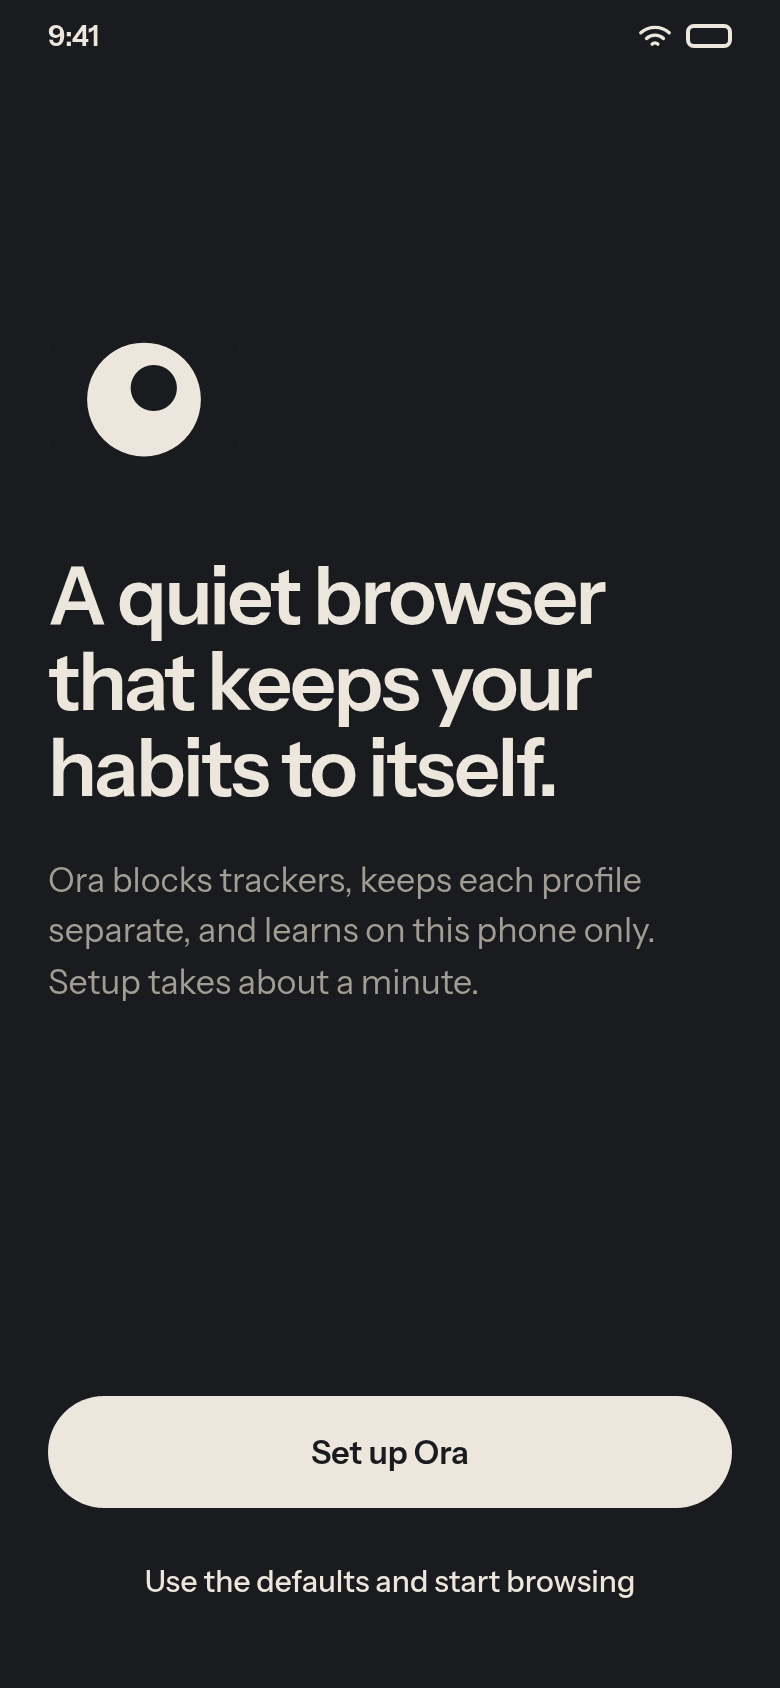 9:41
A quiet browser
that keeps your
habits to itself.
Ora blocks trackers, keeps each profile
separate, and learns on this phone only.
Setup takes about a minute.
Set up Ora
Use the defaults and start browsing